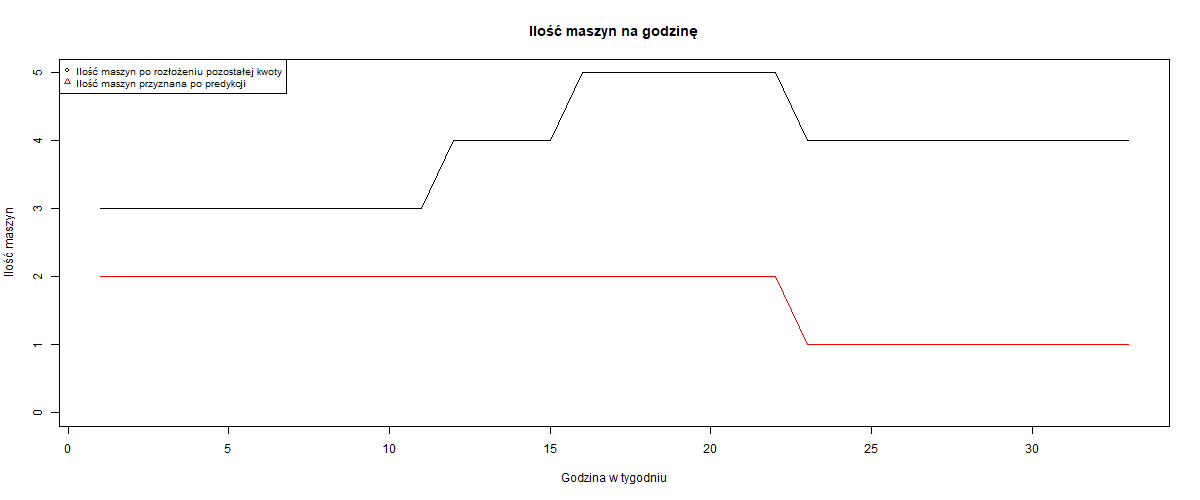 Ilość maszyn na godzinę
Ilość maszyn po rozłożeniu pozostałej kwoty
Ilość maszyn przyznana po predykcji
Ilość maszyn
5
4
3
2
1
0
0 5 10 15 20 25 30
Godzina w tygodniu